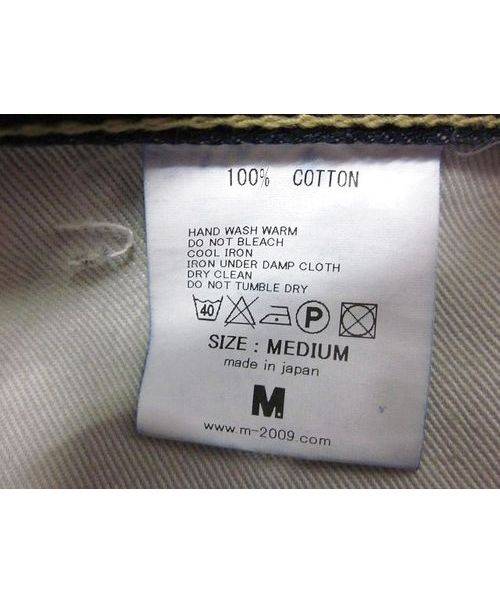 100% COTTON
HAND WASH WARM
DO NOT BLEACH
COOL IRON
IRON UNDER DAMP CLOTH
DRY CLEAN
DO NOT TUMBLE DRY
40 P
SIZE : MEDIUM
made in japan
M.
www.m-2009.com